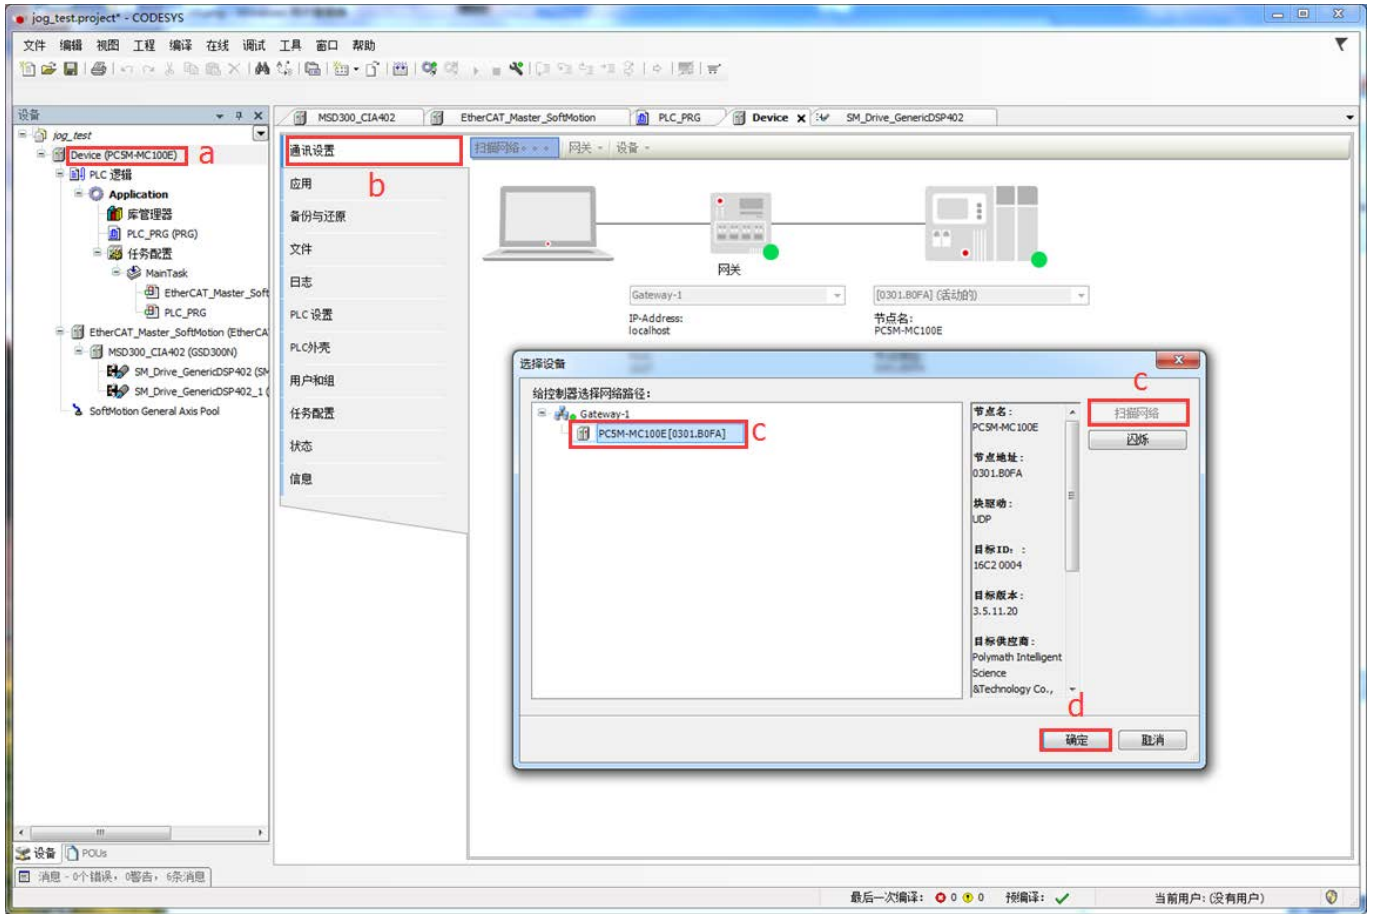 jog_test.project* - CODESYS
文件 编辑 视图 工程 编译 在线 调试 工具 窗口 帮助
设备
MSD300_CIA402
EtherCAT_Master_SoftMotion
PLC_PRG
Device
SM_Drive_GenericDSP402
jog_test
Device (PC5M-MC100E)
a
PLC 逻辑
Application
库管理器
PLC_PRG (PRG)
任务配置
MainTask
EtherCAT_Master_Soft
PLC_PRG
EtherCAT_Master_SoftMotion (EtherCA
MSD300_CIA402 (GSD300N)
SM_Drive_GenericDSP402 (SM
SM_Drive_GenericDSP402_1 (
SoftMotion General Axis Pool
通讯设置
b
应用
备份与还原
文件
日志
PLC 设置
PLC外壳
用户和组
任务配置
状态
信息
扫描网络...
网关
设备
网关
Gateway-1
[0301.B0FA] (活动的)
IP-Address:
localhost
节点名:
PC5M-MC100E
选择设备
给控制器选择网络路径:
Gateway-1
PC5M-MC100E [0301.B0FA]
c
节点名:
PC5M-MC100E
节点地址:
0301.B0FA
块驱动:
UDP
目标ID: :
16C2 0004
目标版本:
3.5.11.20
目标供应商:
Polymath Intelligent
Science
&Technology Co.,
c
扫描网络
闪烁
d
确定
取消
设备
POUs
消息 - 0个错误, 0警告, 6条消息
最后一次编译: 0 0 预编译:
当前用户: (没有用户)